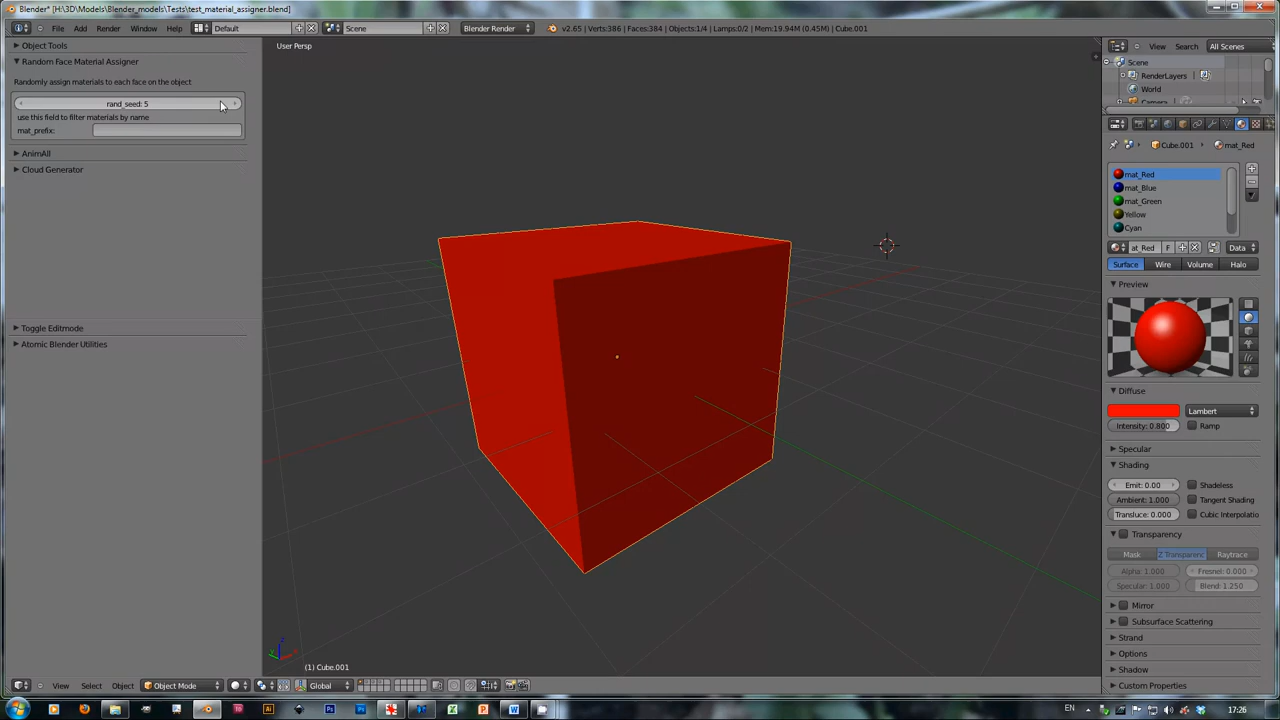 Blender* [H:\3D\Models\Blender_models\Tests\test_material_assigner.blend]
File Add Render Window Help Default Scene Blender Render v2.65 | Verts:386 | Faces:384 | Objects:1/4 | Lamps:0/2 | Mem:19.94M (0.45M) | Cube.001
Object Tools
Random Face Material Assigner
Randomly assign materials to each face on the object
rand_seed: 5
use this field to filter materials by name
mat_prefix:
AnimAll
Cloud Generator
Toggle Editmode
Atomic Blender Utilities
User Persp
(1) Cube.001
View Select Object Object Mode Global
View Search All Scenes
Scene
RenderLayers
World
Camera
Cube.001 mat_Red
mat_Red
mat_Blue
mat_Green
Yellow
Cyan
at_Red F Data
Surface Wire Volume Halo
Preview
Diffuse
Lambert
Intensity: 0.800 Ramp
Specular
Shading
Emit: 0.00 Shadeless
Ambient: 1.000 Tangent Shading
Transluce: 0.000 Cubic Interpolatio
Transparency
Mask Z Transparenc Raytrace
Alpha: 1.000 Fresnel: 0.000
Specular: 1.000 Blend: 1.250
Mirror
Subsurface Scattering
Strand
Options
Shadow
Custom Properties
EN 17:26